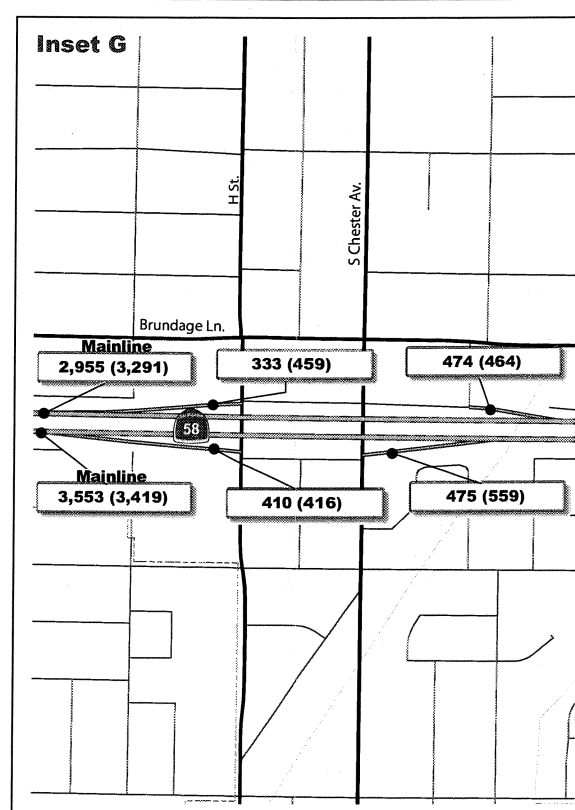 Inset G
H St.
S Chester Av.
Brundage Ln.
Mainline
2,955 (3,291)
333 (459)
474 (464)
58
Mainline
3,553 (3,419)
410 (416)
475 (559)